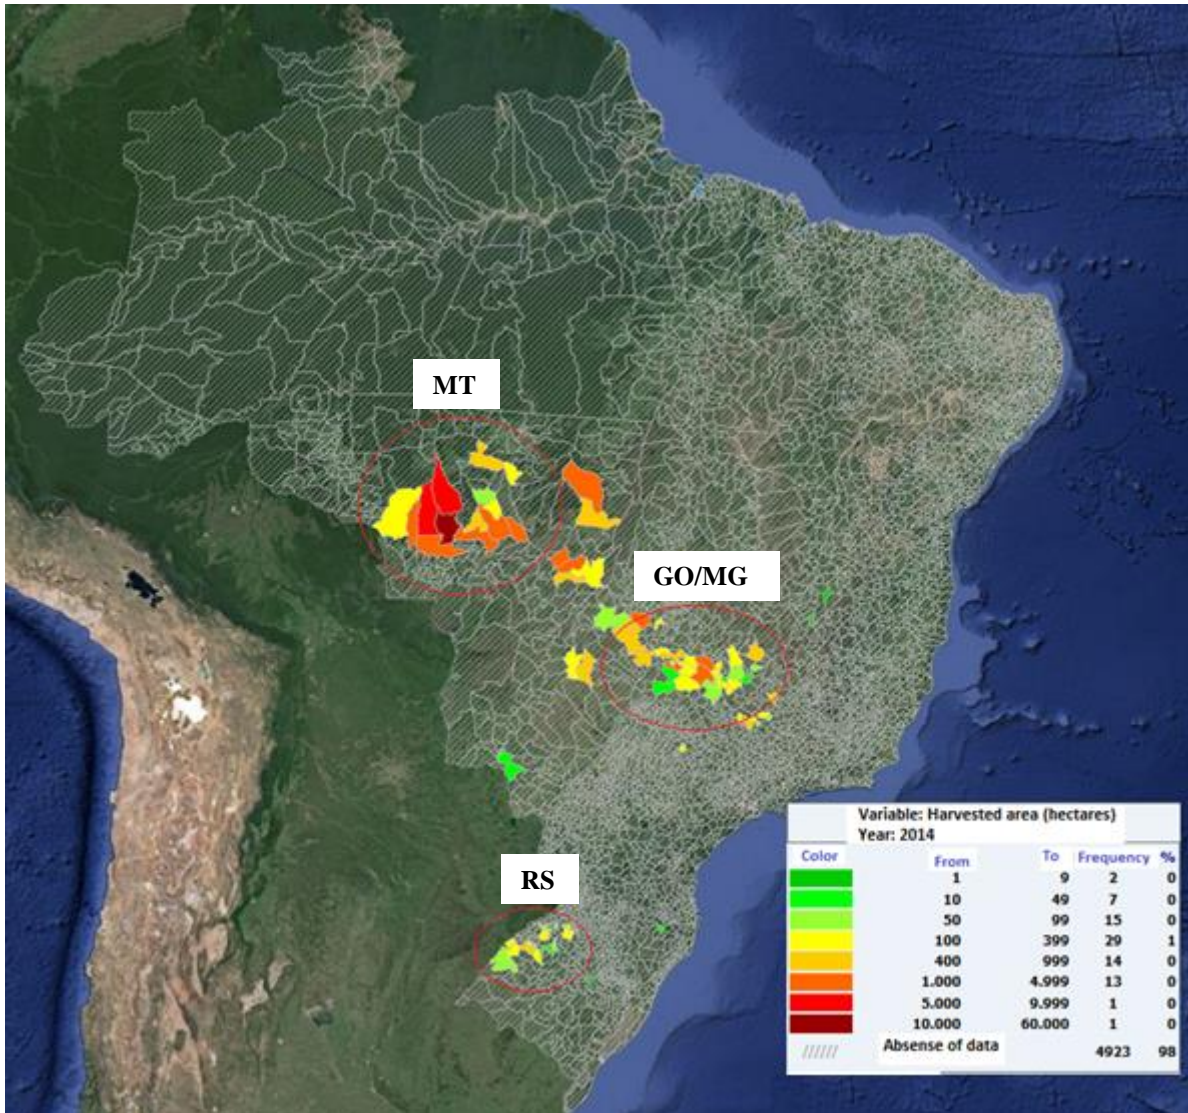 MT
GO/MG
RS
Variable: Harvested area (hectares)
Year: 2014
Color From To Frequency %
1 9 2 0
10 49 7 0
50 99 15 0
100 399 29 1
400 999 14 0
1.000 4.999 13 0
5.000 9.999 1 0
10.000 60.000 1 0
Absense of data 4923 98